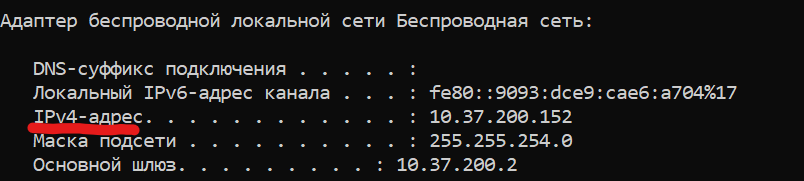 Адаптер беспроводной локальной сети Беспроводная сеть:
DNS-суффикс подключения . . . . . :
Локальный IPv6-адрес канала . . . : fe80::9093:dce9:cae6:a704%17
IPv4-адрес. . . . . . . . . . . . : 10.37.200.152
Маска подсети . . . . . . . . . . : 255.255.254.0
Основной шлюз. . . . . . . . . : 10.37.200.2